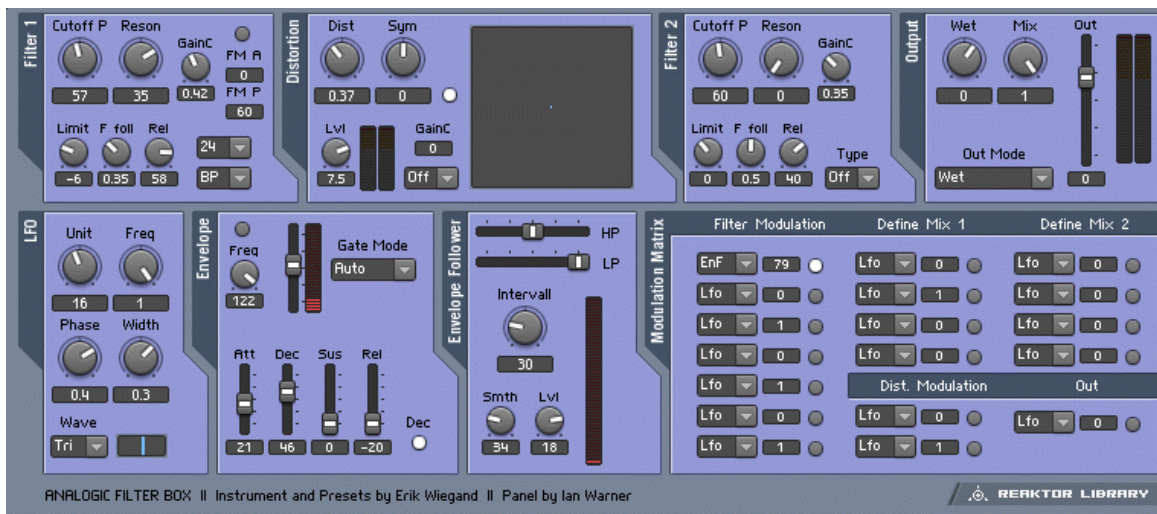 Filter 1
Cutoff P Reson
GainC
FM A
0
FM P
60
57 35 0.42
Limit F foll Rel
24
-6 0.35 58
BP
Distortion
Dist Sym
0.37 0
Lvl
GainC
0
7.5
Off
Filter 2
Cutoff P Reson
GainC
60 0 0.35
Limit F foll Rel
Type
0 0.5 40
Off
Output
Wet Mix Out
0 1
Out Mode
Wet
0
LFO
Unit Freq
16 1
Phase Width
0.4 0.3
Wave
Tri
Envelope
Freq
122
Gate Mode
Auto
Att Dec Sus Rel
Dec
21 46 0 -20
Envelope Follower
HP
LP
Intervall
30
Smth Lvl
34 18
Modulation Matrix
Filter Modulation Define Mix 1 Define Mix 2
EnF 79 Lfo 0 Lfo 0
Lfo 0 Lfo 1 Lfo 0
Lfo 1 Lfo 0 Lfo 0
Lfo 0 Lfo 0 Lfo 0
Dist. Modulation Out
Lfo 1
Lfo 0 Lfo 0 Lfo 0
Lfo 1 Lfo 1
ANALOGIC FILTER BOX II Instrument and Presets by Erik Wiegand II Panel by Ian Warner
REAKTOR LIBRARY